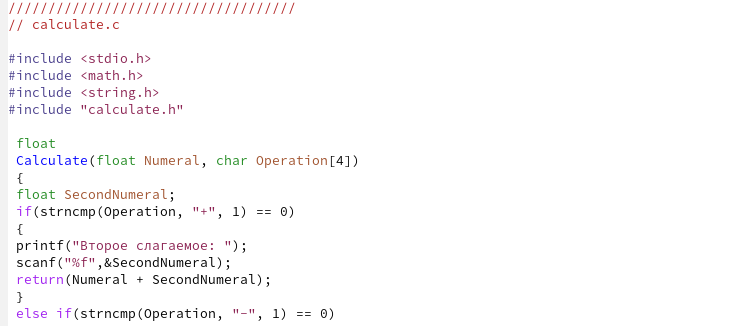 ////////////////////////////////////
// calculate.c
#include <stdio.h>
#include <math.h>
#include <string.h>
#include "calculate.h"
float
Calculate(float Numeral, char Operation[4])
{
float SecondNumeral;
if(strncmp(Operation, "+", 1) == 0)
{
printf("Второе слагаемое: ");
scanf("%f",&SecondNumeral);
return(Numeral + SecondNumeral);
}
else if(strncmp(Operation, "-", 1) == 0)